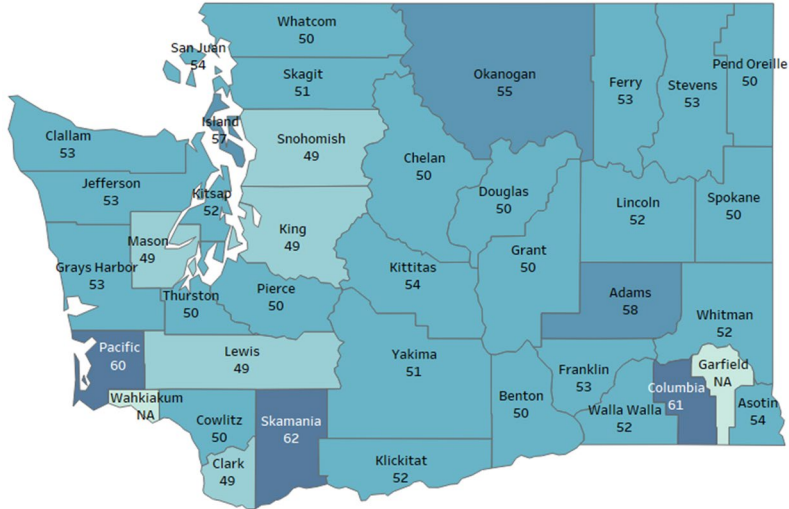 Whatcom
50
San Juan
54
Skagit
51
Okanogan
55
Ferry
53
Stevens
53
Pend Oreille
50
Island
57
Snohomish
49
Clallam
53
Chelan
50
Jefferson
53
Kitsap
52
Douglas
50
Lincoln
52
Spokane
50
King
49
Mason
49
Grant
50
Grays Harbor
53
Kittitas
54
Thurston
50
Pierce
50
Adams
58
Whitman
52
Pacific
60
Lewis
49
Yakima
51
Franklin
53
Garfield
NA
Wahkiakum
NA
Columbia
61
Benton
50
Walla Walla
52
Asotin
54
Cowlitz
50
Skamania
62
Clark
49
Klickitat
52